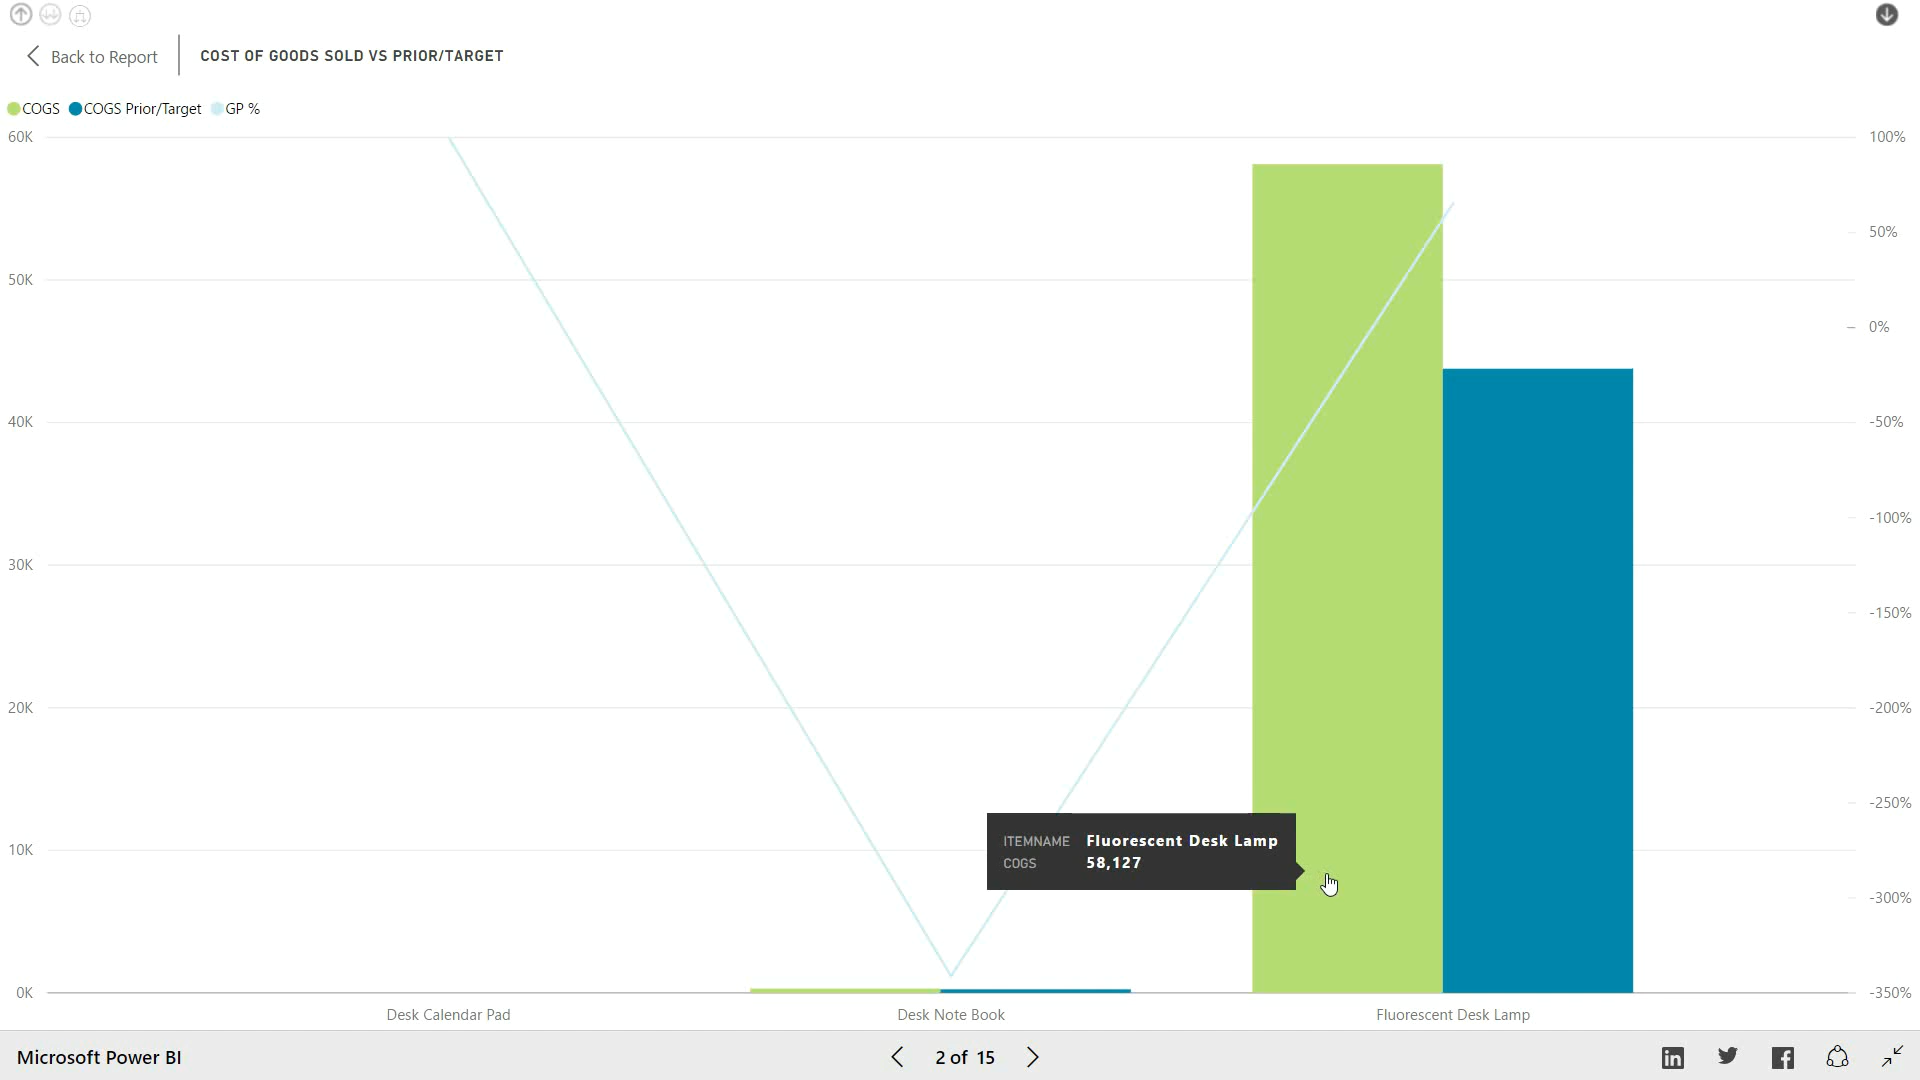 Back to Report
COST OF GOODS SOLD VS PRIOR/TARGET
COGS COGS Prior/Target GP %
60K
50K
40K
30K
20K
10K
0K
100%
50%
0%
-50%
-100%
-150%
-200%
-250%
-300%
-350%
ITEMNAME Fluorescent Desk Lamp
COGS 58,127
Desk Calendar Pad
Desk Note Book
Fluorescent Desk Lamp
Microsoft Power BI
2 of 15